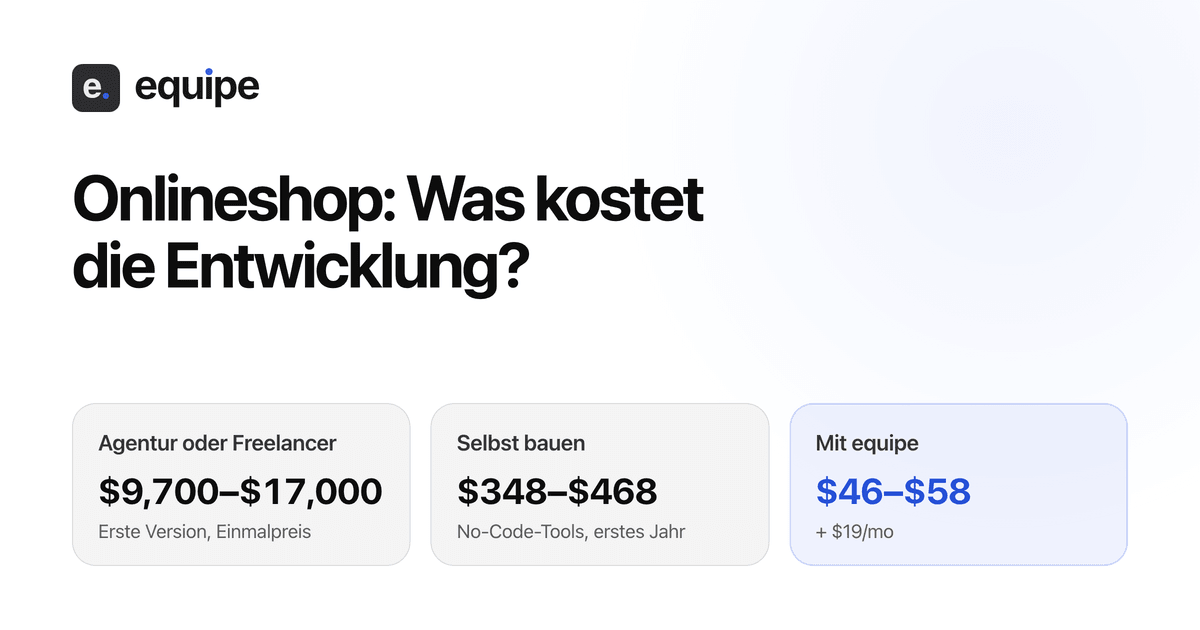 e.
equipe
Onlineshop: Was kostet
die Entwicklung?
Agentur oder Freelancer
$9,700–$17,000
Erste Version, Einmalpreis
Selbst bauen
$348–$468
No-Code-Tools, erstes Jahr
Mit equipe
$46–$58
+ $19/mo